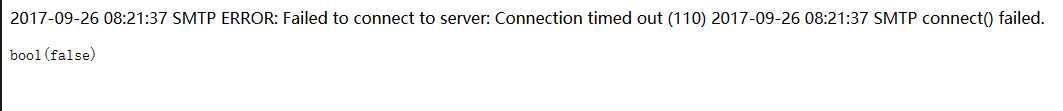 2017-09-26 08:21:37 SMTP ERROR: Failed to connect to server: Connection timed out (110) 2017-09-26 08:21:37 SMTP connect() failed.
bool(false)